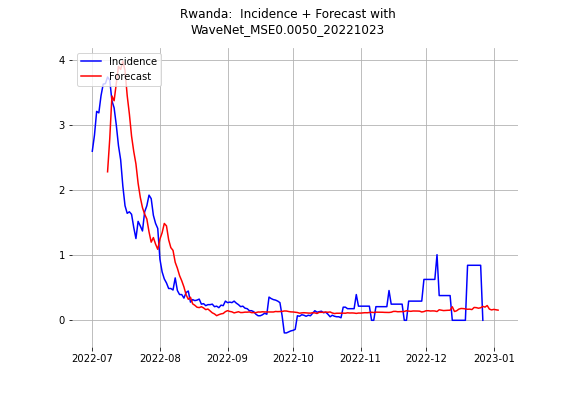 Rwanda:  Incidence + Forecast with
WaveNet_MSE0.0050_20221023
Incidence
Forecast
4
3
2
1
0
2022-07 2022-08 2022-09 2022-10 2022-11 2022-12 2023-01